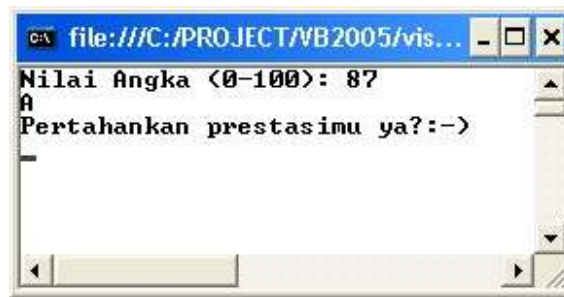 file:///C:/PROJECT/VB2005/vis...
Nilai Angka (0-100): 87
A
Pertahankan prestasimu ya?:-)